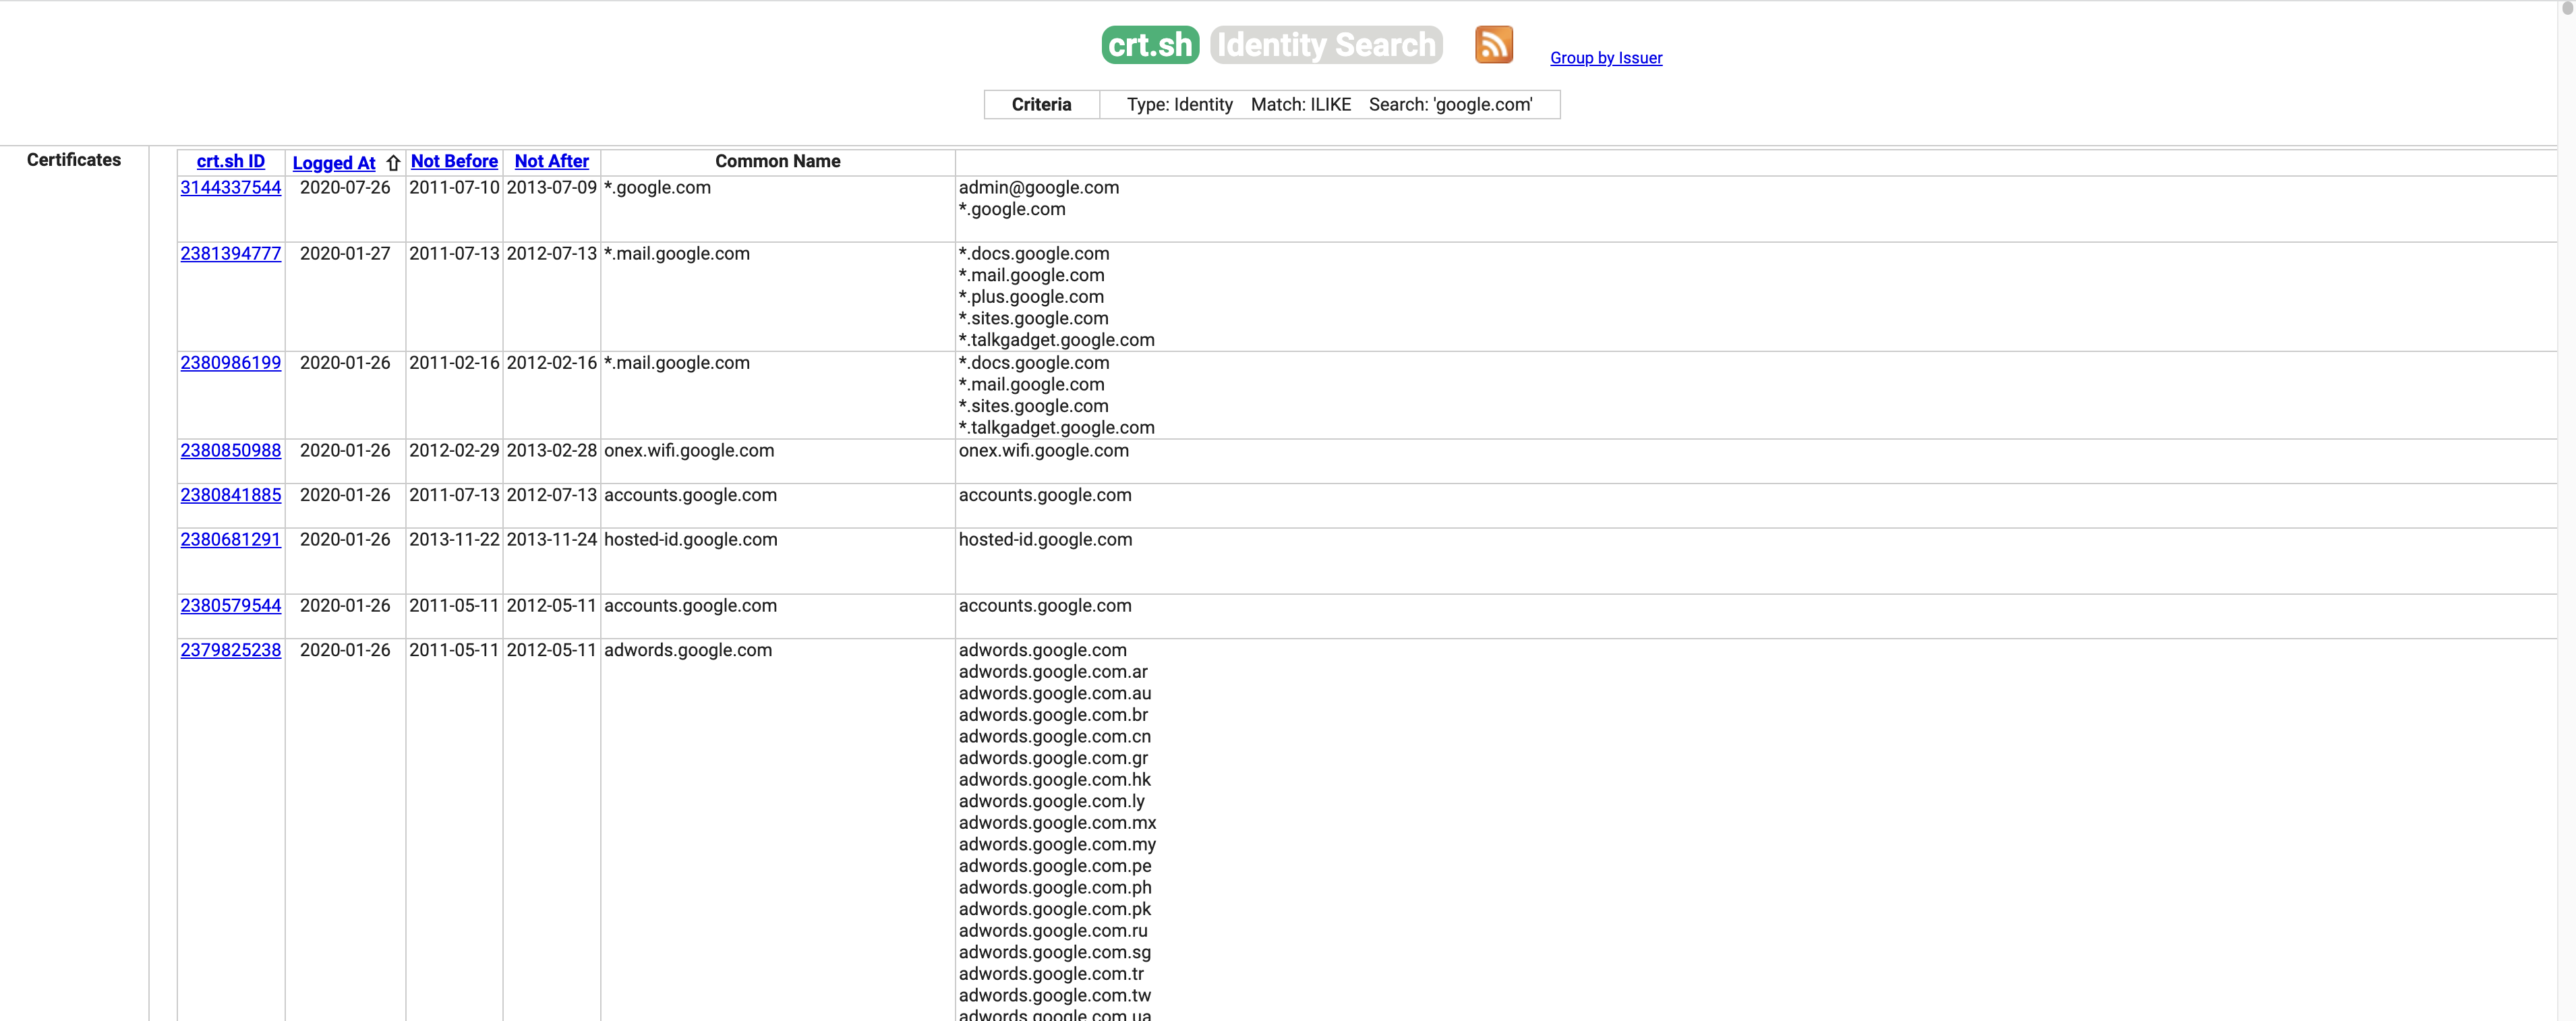 crt.sh Identity Search Group by Issuer
Criteria Type: Identity Match: ILIKE Search: 'google.com'
Certificates crt.sh ID Logged At ⇧ Not Before Not After Common Name
3144337544 2020-07-26 2011-07-10 2013-07-09 *.google.com admin@google.com
*.google.com
2381394777 2020-01-27 2011-07-13 2012-07-13 *.mail.google.com *.docs.google.com
*.mail.google.com
*.plus.google.com
*.sites.google.com
*.talkgadget.google.com
2380986199 2020-01-26 2011-02-16 2012-02-16 *.mail.google.com *.docs.google.com
*.mail.google.com
*.sites.google.com
*.talkgadget.google.com
2380850988 2020-01-26 2012-02-29 2013-02-28 onex.wifi.google.com onex.wifi.google.com
2380841885 2020-01-26 2011-07-13 2012-07-13 accounts.google.com accounts.google.com
2380681291 2020-01-26 2013-11-22 2013-11-24 hosted-id.google.com hosted-id.google.com
2380579544 2020-01-26 2011-05-11 2012-05-11 accounts.google.com accounts.google.com
2379825238 2020-01-26 2011-05-11 2012-05-11 adwords.google.com adwords.google.com
adwords.google.com.ar
adwords.google.com.au
adwords.google.com.br
adwords.google.com.cn
adwords.google.com.gr
adwords.google.com.hk
adwords.google.com.ly
adwords.google.com.mx
adwords.google.com.my
adwords.google.com.pe
adwords.google.com.ph
adwords.google.com.pk
adwords.google.com.ru
adwords.google.com.sg
adwords.google.com.tr
adwords.google.com.tw
adwords.google.com.ua